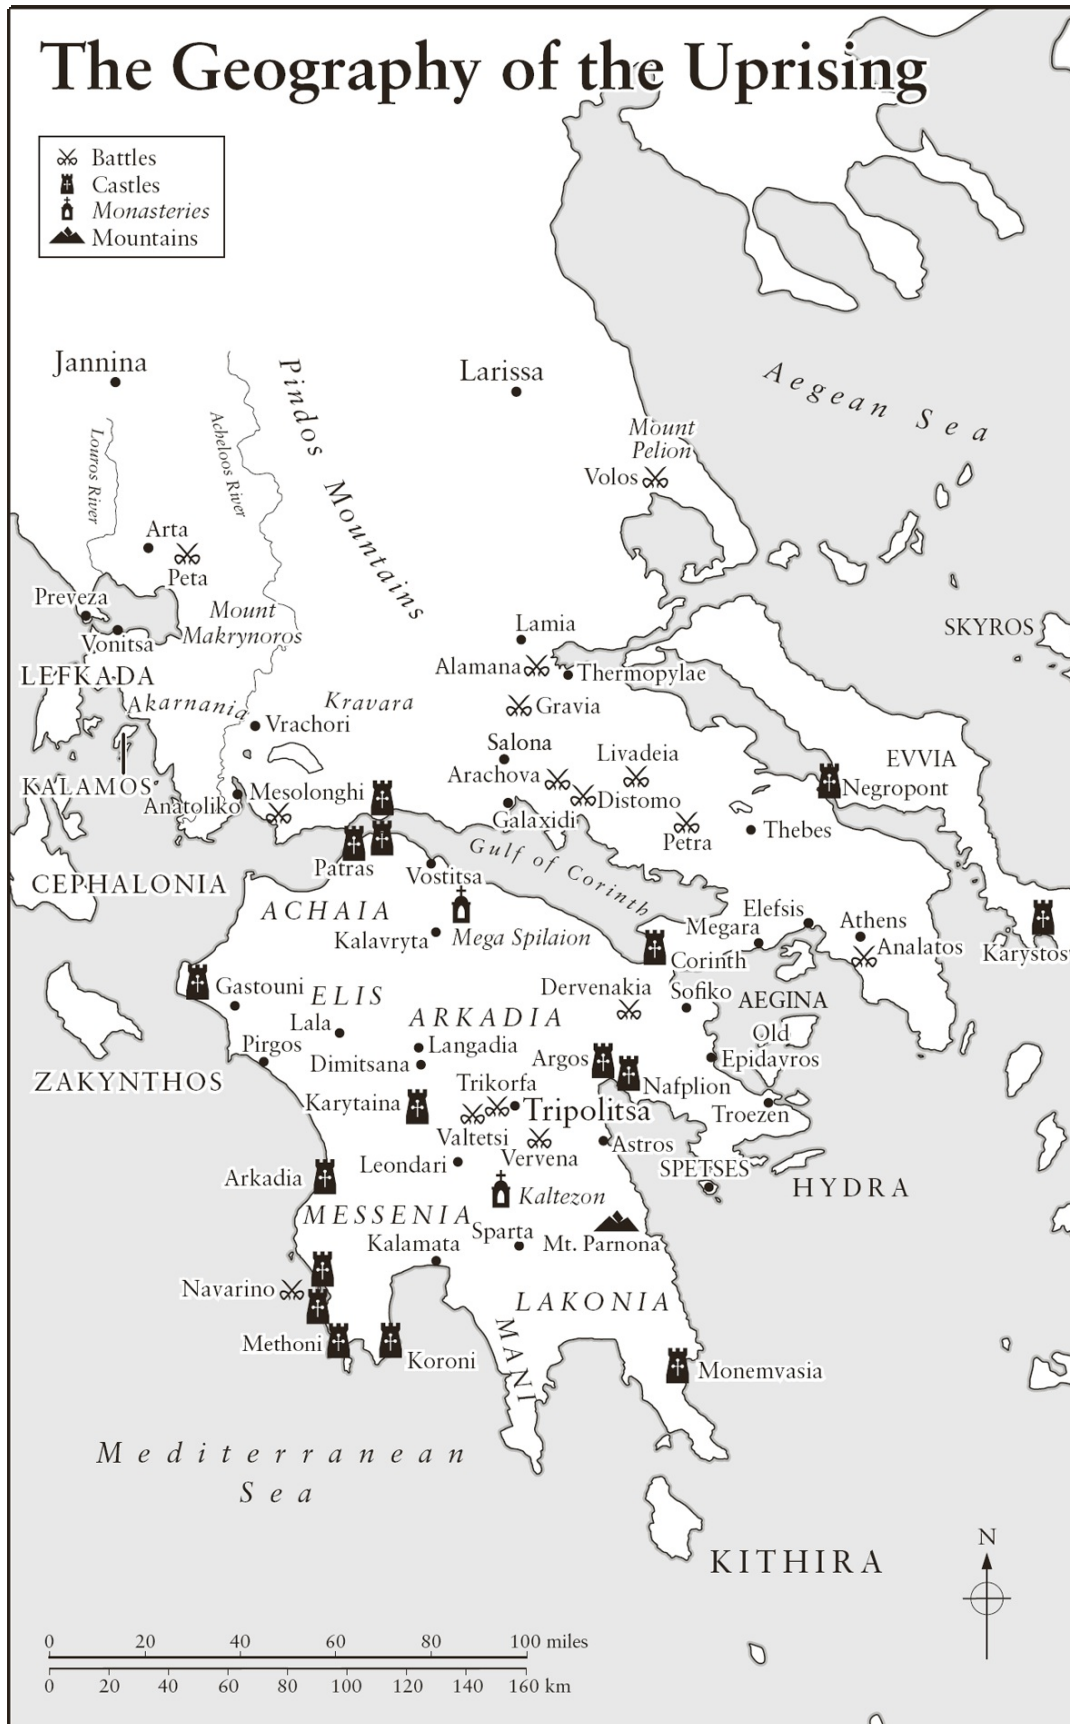 The Geography of the Uprising
Battles
Castles
Monasteries
Mountains
Jannina
Larissa
Aegean Sea
Pindos Mountains
Louros River
Acheloos River
Mount
Pelion
Volos
Arta
Peta
Preveza
Vonitsa
Mount
Makrynoros
LEFKADA
Akarnania
Kravara
Vrachori
KALAMOS
Anatoliko
Mesolonghi
Lamia
Alamana
Thermopylae
Gravia
Salona
Arachova
Livadeia
Distomo
Galaxidi
Petra
Thebes
SKYROS
EVVIA
Negropont
Gulf of Corinth
Patras
Vostitsa
CEPHALONIA
ACHAIA
Kalavryta
Mega Spilaion
Elefsis
Megara
Athens
Analatos
Karystos
Corinth
Gastouni
ELIS
ARKADIA
Dervenakia
Sofiko
AEGINA
Old
Epidavros
Lala
Langadia
Pirgos
Dimitsana
Argos
Nafplion
ZAKYNTHOS
Karytaina
Trikorfa
Tripolitsa
Troezen
Valtetsi
Vervena
Astros
Leondari
SPETSES
HYDRA
Arkadia
Kaltezon
MESSENIA
Sparta
Kalamata
Mt. Parnona
Navarino
LAKONIA
MANI
Methoni
Koroni
Monemvasia
Mediterranean
Sea
KITHIRA
N
0 20 40 60 80 100 miles
0 20 40 60 80 100 120 140 160 km